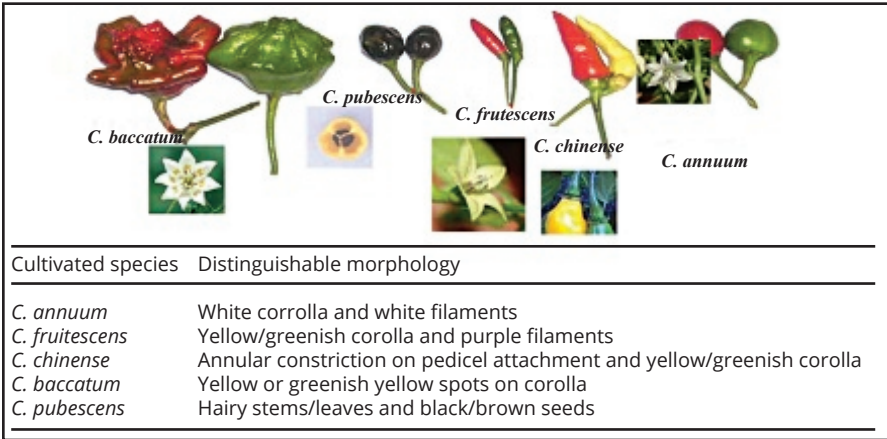 C. pubescens
C. frutescens
C. baccatum
C. chinense
C. annuum
Cultivated species Distinguishable morphology
C. annuum White corrolla and white filaments
C. fruitescens Yellow/greenish corolla and purple filaments
C. chinense Annular constriction on pedicel attachment and yellow/greenish corolla
C. baccatum Yellow or greenish yellow spots on corolla
C. pubescens Hairy stems/leaves and black/brown seeds